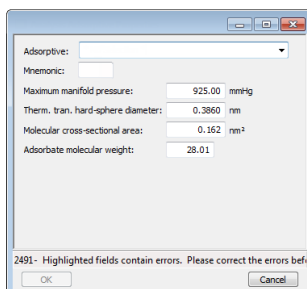 Adsorptive:
Mnemonic:
Maximum manifold pressure: 925.00 mmHg
Therm. tran. hard-sphere diameter: 0.3860 nm
Molecular cross-sectional area: 0.162 nm²
Adsorbate molecular weight: 28.01
2491- Highlighted fields contain errors. Please correct the errors bef
OK Cancel